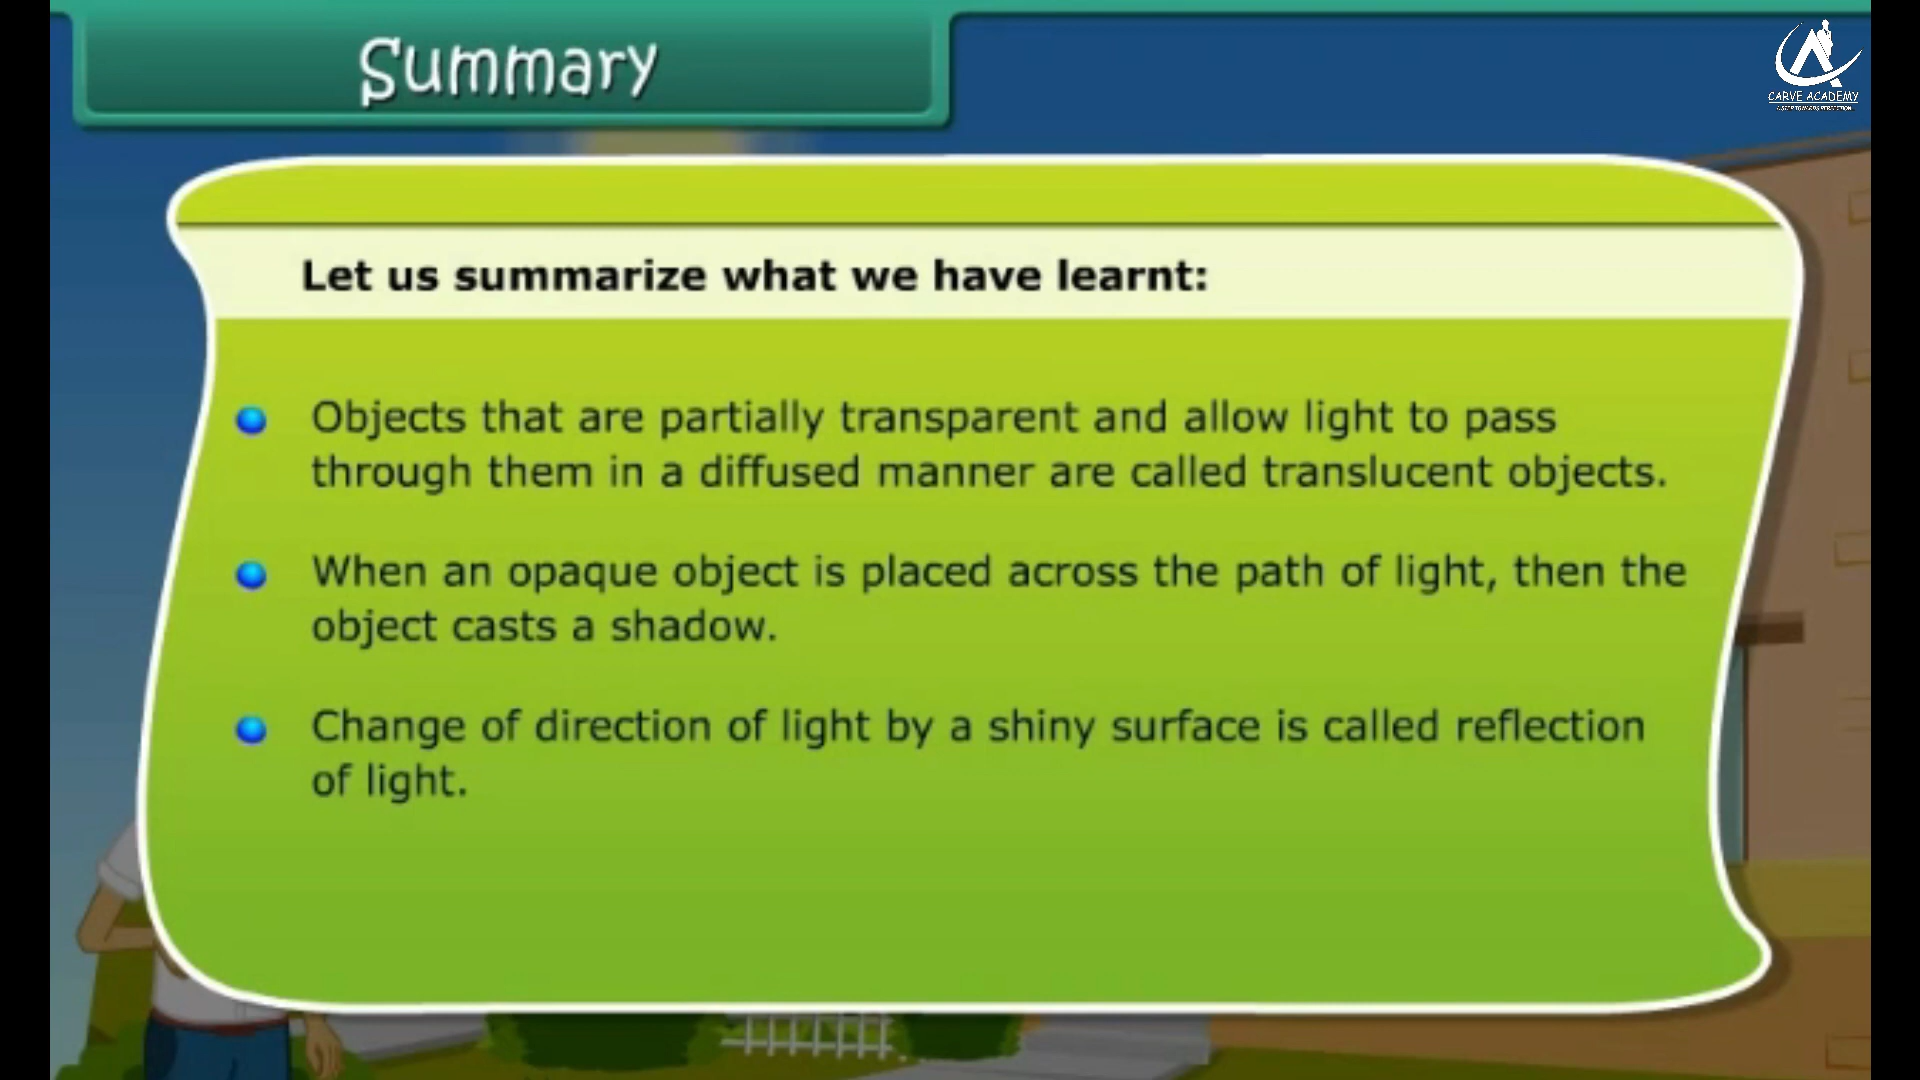 Summary
CARVE ACADEMY
Let us summarize what we have learnt:
Objects that are partially transparent and allow light to pass
through them in a diffused manner are called translucent objects.
When an opaque object is placed across the path of light, then the
object casts a shadow.
Change of direction of light by a shiny surface is called reflection
of light.